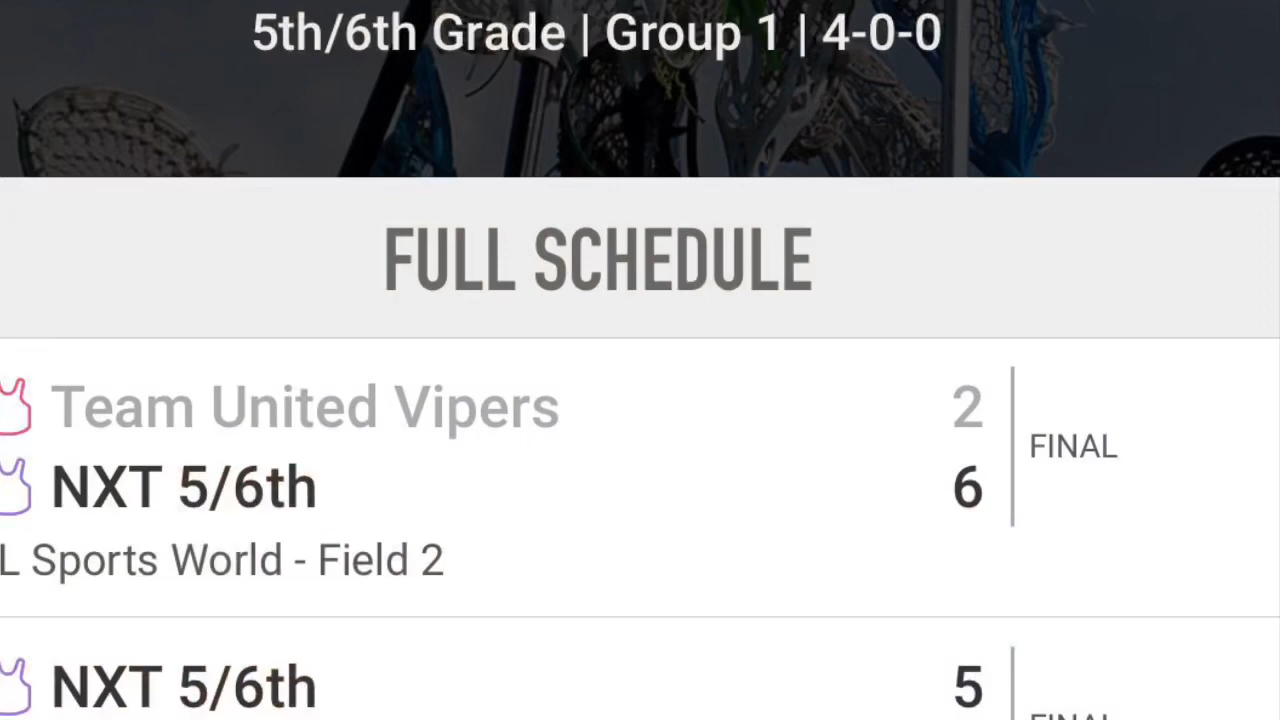 5th/6th Grade | Group 1 | 4-0-0
FULL SCHEDULE
Team United Vipers 2
FINAL
NXT 5/6th 6
L Sports World - Field 2
NXT 5/6th 5
FINAL